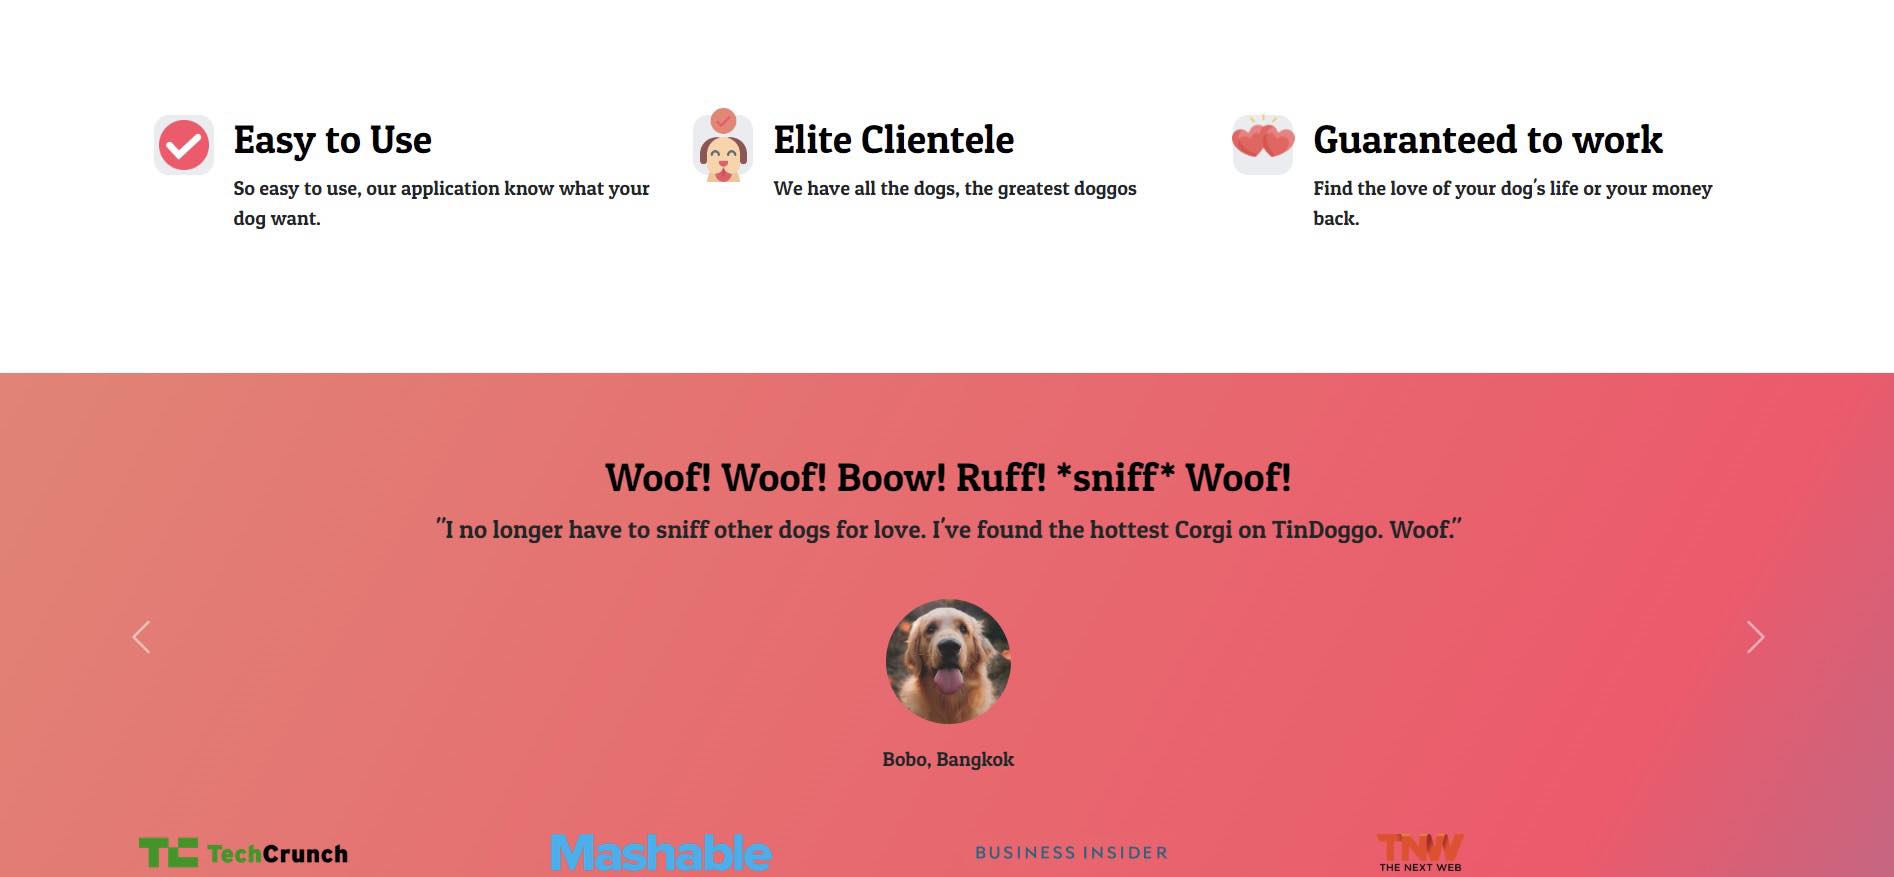 Easy to Use
So easy to use, our application know what your
dog want.
Elite Clientele
We have all the dogs, the greatest doggos
Guaranteed to work
Find the love of your dog's life or your money
back.
Woof! Woof! Boow! Ruff! *sniff* Woof!
"I no longer have to sniff other dogs for love. I've found the hottest Corgi on TinDoggo. Woof."
Bobo, Bangkok
TC TechCrunch
Mashable
BUSINESS INSIDER
TNW
THE NEXT WEB